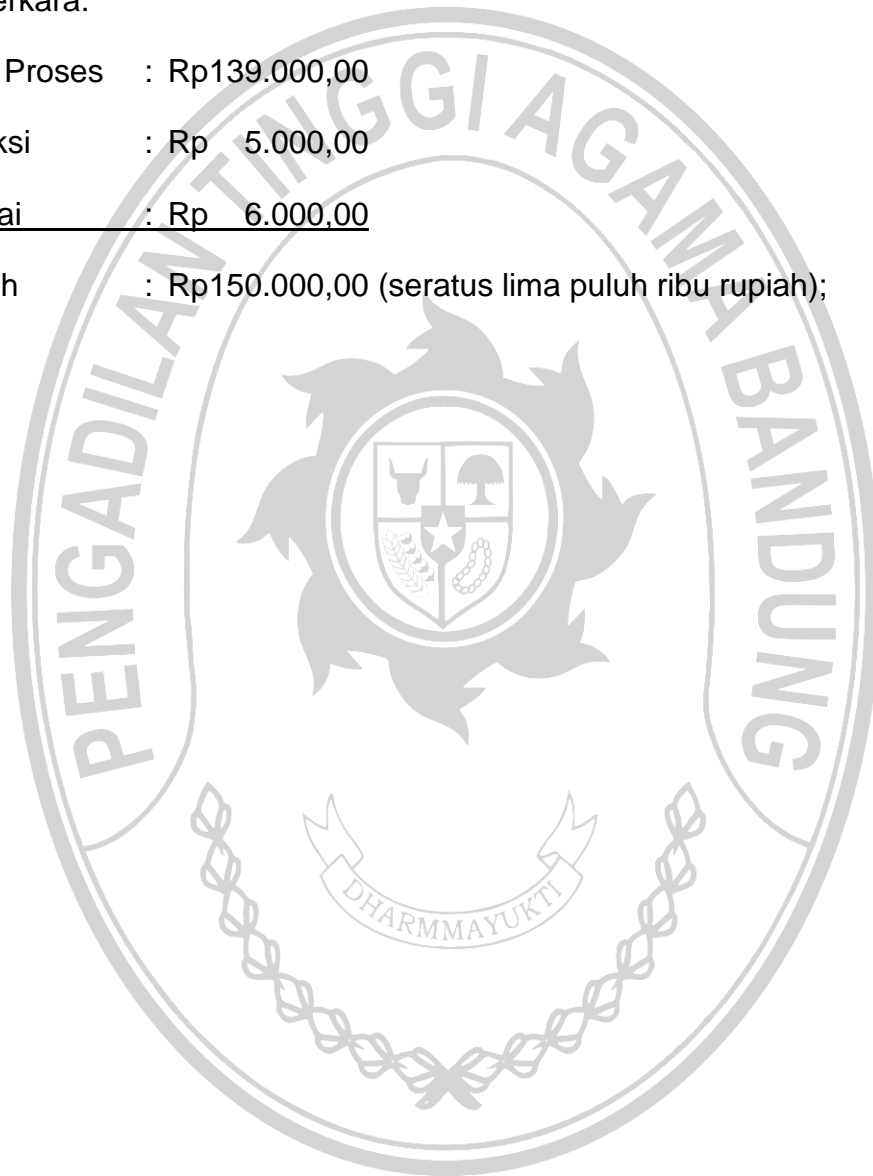 erkara:
Proses : Rp139.000,00
ksi : Rp 5.000,00
ai : Rp 6.000,00
h : Rp150.000,00 (seratus lima puluh ribu rupiah);
PENGADILAN TINGGI AGAMA BANDUNG
DHARMMAYUKTI